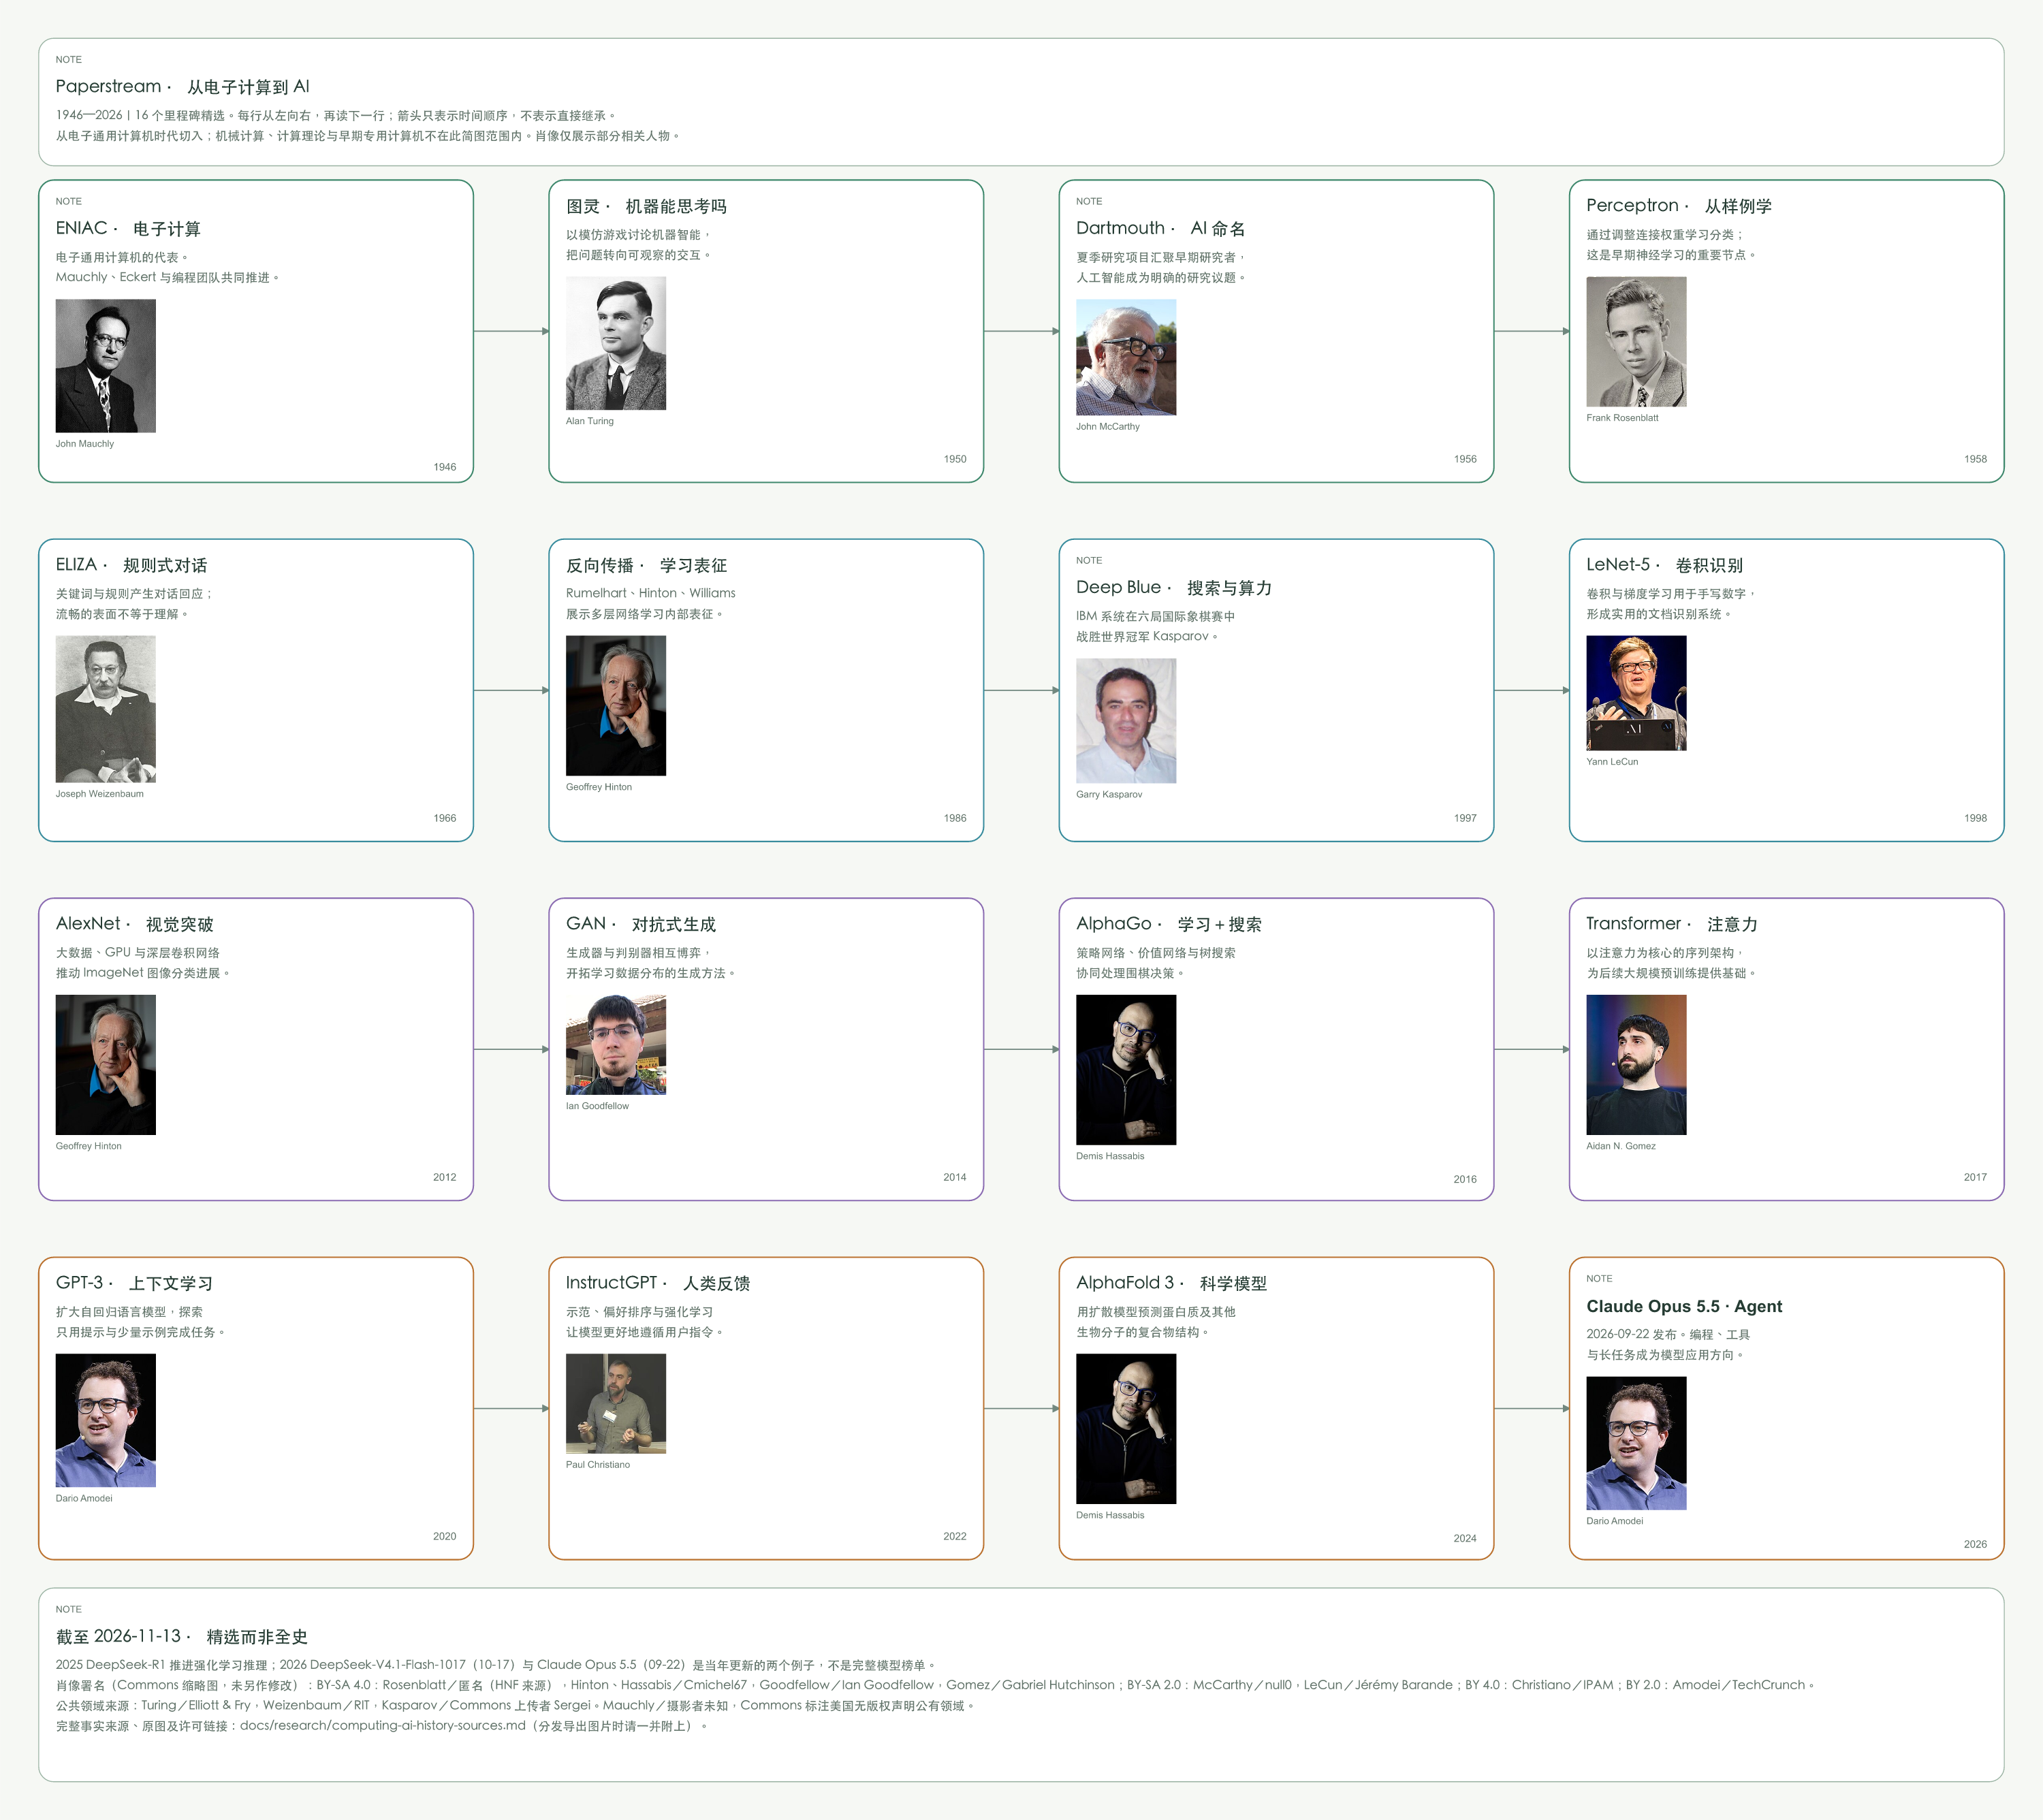 NOTE
Paperstream · 从电子计算到 AI
1946—2026 | 16 个里程碑精选。每行从左向右，再读下一行；箭头只表示时间顺序，不表示直接继承。
从电子通用计算机时代切入；机械计算、计算理论与早期专用计算机不在此简图范围内。肖像仅展示部分相关人物。
NOTE
ENIAC · 电子计算
电子通用计算机的代表。
Mauchly、Eckert 与编程团队共同推进。
John Mauchly
1946
图灵 · 机器能思考吗
以模仿游戏讨论机器智能，
把问题转向可观察的交互。
Alan Turing
1950
NOTE
Dartmouth · AI 命名
夏季研究项目汇聚早期研究者，
人工智能成为明确的研究议题。
John McCarthy
1956
Perceptron · 从样例学
通过调整连接权重学习分类；
这是早期神经学习的重要节点。
Frank Rosenblatt
1958
ELIZA · 规则式对话
关键词与规则产生对话回应；
流畅的表面不等于理解。
Joseph Weizenbaum
1966
反向传播 · 学习表征
Rumelhart、Hinton、Williams
展示多层网络学习内部表征。
Geoffrey Hinton
1986
NOTE
Deep Blue · 搜索与算力
IBM 系统在六局国际象棋赛中
战胜世界冠军 Kasparov。
Garry Kasparov
1997
LeNet-5 · 卷积识别
卷积与梯度学习用于手写数字，
形成实用的文档识别系统。
Yann LeCun
1998
AlexNet · 视觉突破
大数据、GPU 与深层卷积网络
推动 ImageNet 图像分类进展。
Geoffrey Hinton
2012
GAN · 对抗式生成
生成器与判别器相互博弈，
开拓学习数据分布的生成方法。
Ian Goodfellow
2014
AlphaGo · 学习＋搜索
策略网络、价值网络与树搜索
协同处理围棋决策。
Demis Hassabis
2016
Transformer · 注意力
以注意力为核心的序列架构，
为后续大规模预训练提供基础。
Aidan N. Gomez
2017
GPT-3 · 上下文学习
扩大自回归语言模型，探索
只用提示与少量示例完成任务。
Dario Amodei
2020
InstructGPT · 人类反馈
示范、偏好排序与强化学习
让模型更好地遵循用户指令。
Paul Christiano
2022
AlphaFold 3 · 科学模型
用扩散模型预测蛋白质及其他
生物分子的复合物结构。
Demis Hassabis
2024
NOTE
Claude Opus 5.5 · Agent
2026-09-22 发布。编程、工具
与长任务成为模型应用方向。
Dario Amodei
2026
NOTE
截至 2026-11-13 · 精选而非全史
2025 DeepSeek-R1 推进强化学习推理；2026 DeepSeek-V4.1-Flash-1017（10-17）与 Claude Opus 5.5（09-22）是当年更新的两个例子，不是完整模型榜单。
肖像署名（Commons 缩略图，未另作修改）：BY-SA 4.0：Rosenblatt／匿名（HNF 来源），Hinton、Hassabis／Cmichel67，Goodfellow／Ian Goodfellow，Gomez／Gabriel Hutchinson；BY-SA 2.0：McCarthy／null0，LeCun／Jérémy Barande；BY 4.0：Christiano／IPAM；BY 2.0：Amodei／TechCrunch。
公共领域来源：Turing／Elliott & Fry，Weizenbaum／RIT，Kasparov／Commons 上传者 Sergei。Mauchly／摄影者未知，Commons 标注美国无版权声明公有领域。
完整事实来源、原图及许可链接：docs/research/computing-ai-history-sources.md（分发导出图片时请一并附上）。